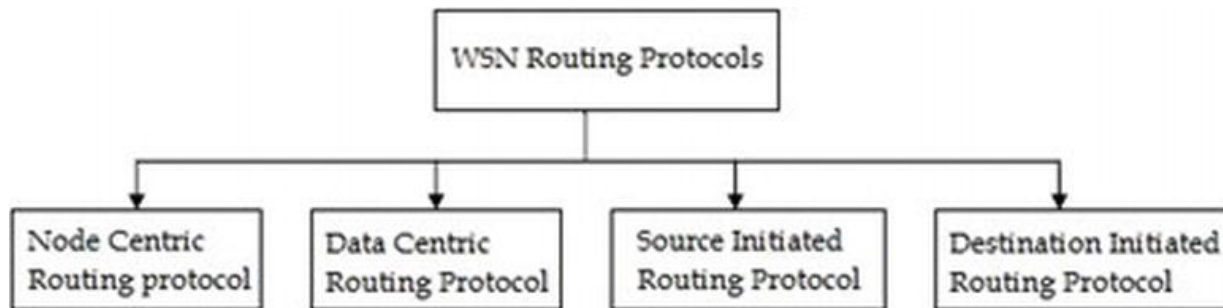 WSN Routing Protocols
Node Centric
Routing protocol
Data Centric
Routing Protocol
Source Initiated
Routing Protocol
Destination Initiated
Routing Protocol